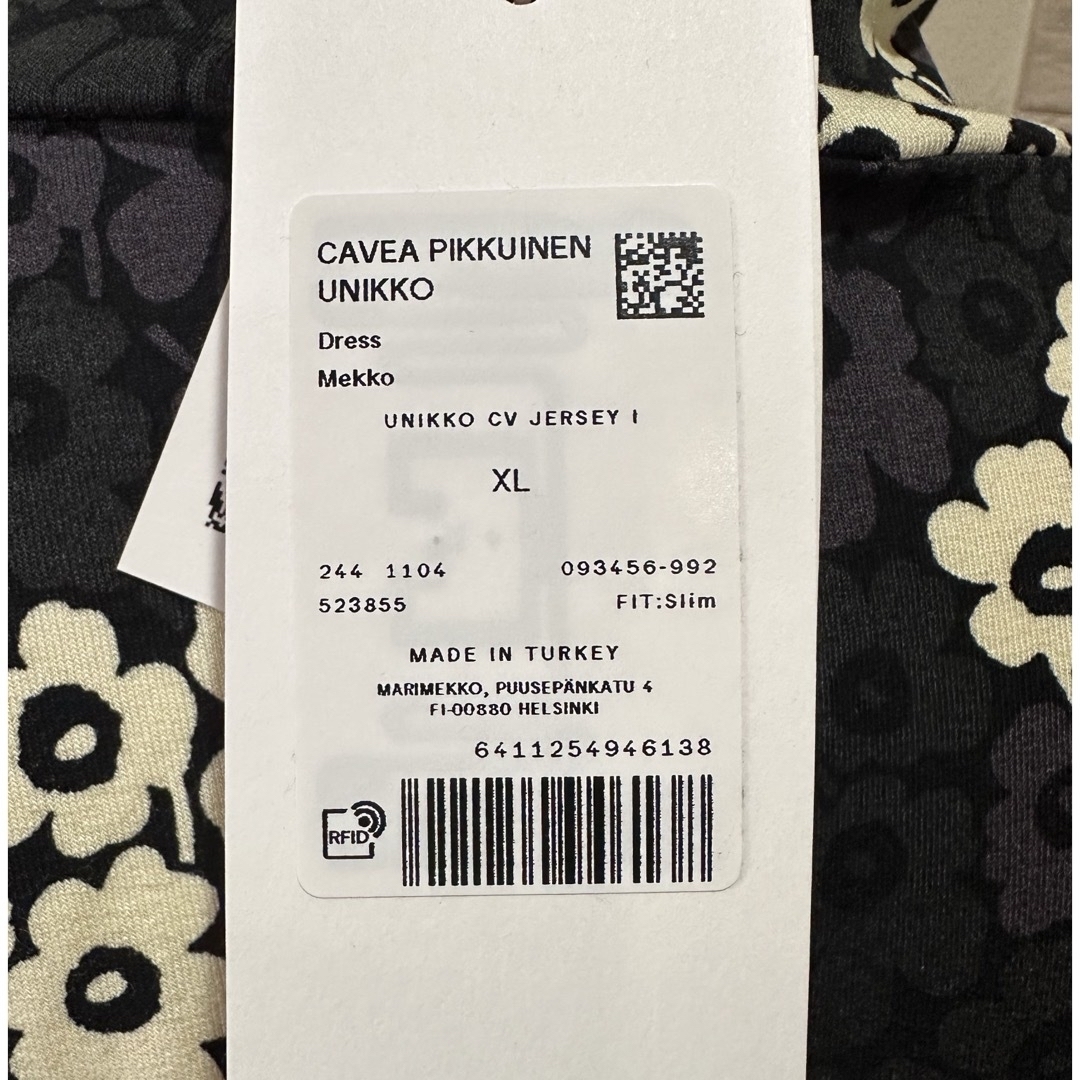 CAVEA PIKKUINEN
UNIKKO
Dress
Mekko
UNIKKO CV JERSEY I
XL
244 1104 093456-992
523855 FIT:Slim
MADE IN TURKEY
MARIMEKKO, PUUSEPÄNKATU 4
FI-00880 HELSINKI
6411254946138
RFID